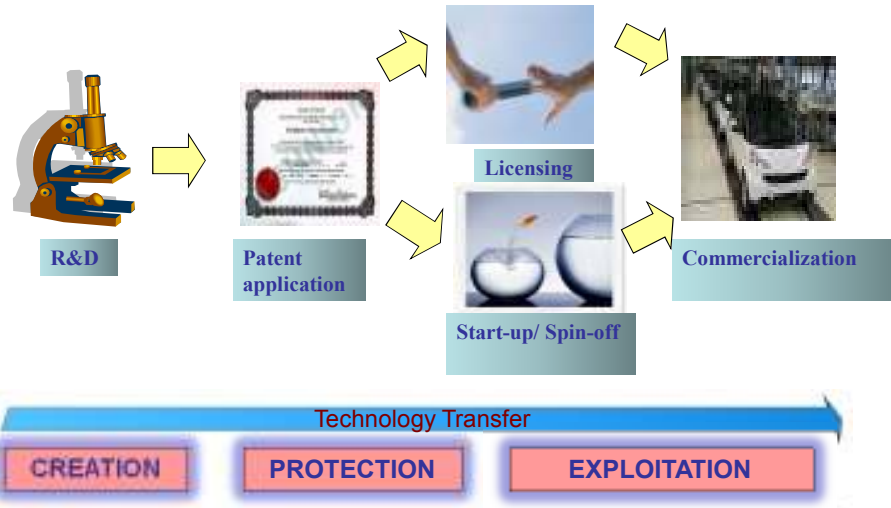 Licensing
R&D
Patent
application
Start-up/ Spin-off
Commercialization
Technology Transfer
CREATION
PROTECTION
EXPLOITATION